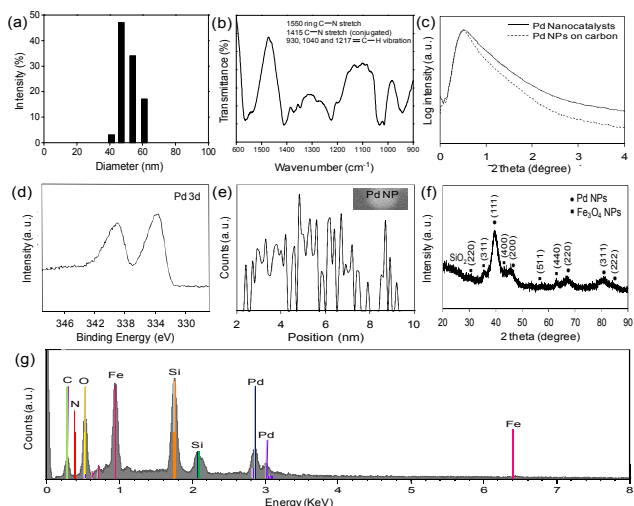 (a)
50
40
30
20
10
0
Intensity (%)
0 20 40 60 80 100
Diameter (nm)
(b)
1550 ring C—N stretch
1415 C—N stretch (conjugated)
930, 1040 and 1217═C—H vibration
Transmittance (%)
1600 1500 1400 1300 1200 1100 1000 900
Wavenumber (cm-1)
(c)
Pd Nanocatalysts
Pd NPs on carbon
Log intensity (a. u.)
0 1 2 3 4
2 theta (degree)
(d)
Pd 3d
Intensity (a.u.)
346 342 338 334 330
Binding Energy (eV)
(e)
Pd NP
Counts (a.u.)
2 4 6 8 10
Position (nm)
(f)
Pd NPs
Fe3O4 NPs
SiO2
(220)
(311)
(111)
(400)
(200)
(511)
(440)
(220)
(311)
(222)
Intensity (a.u.)
20 30 40 50 60 70 80 90
2 theta (degree)
(g)
C
N
O
Fe
Si
Si
Pd
Pd
Fe
Counts (a.u.)
0 1 2 3 4 5 6 7 8
Energy (KeV)